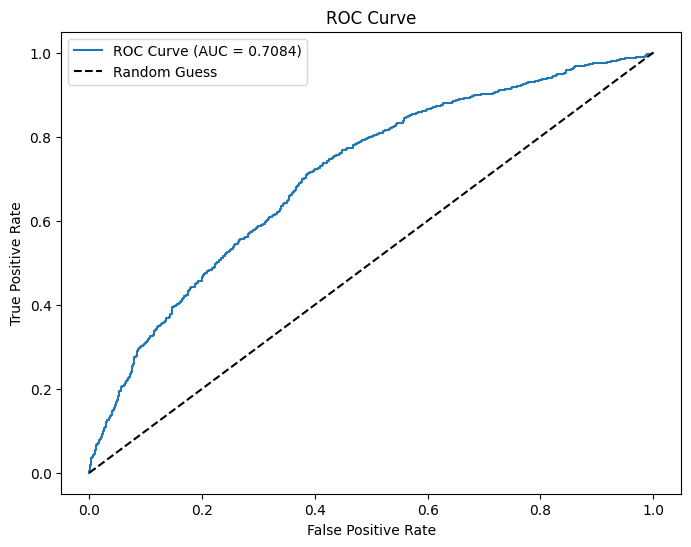 ROC Curve
ROC Curve (AUC = 0.7084)
Random Guess
True Positive Rate
1.0
0.8
0.6
0.4
0.2
0.0
0.0 0.2 0.4 0.6 0.8 1.0
False Positive Rate